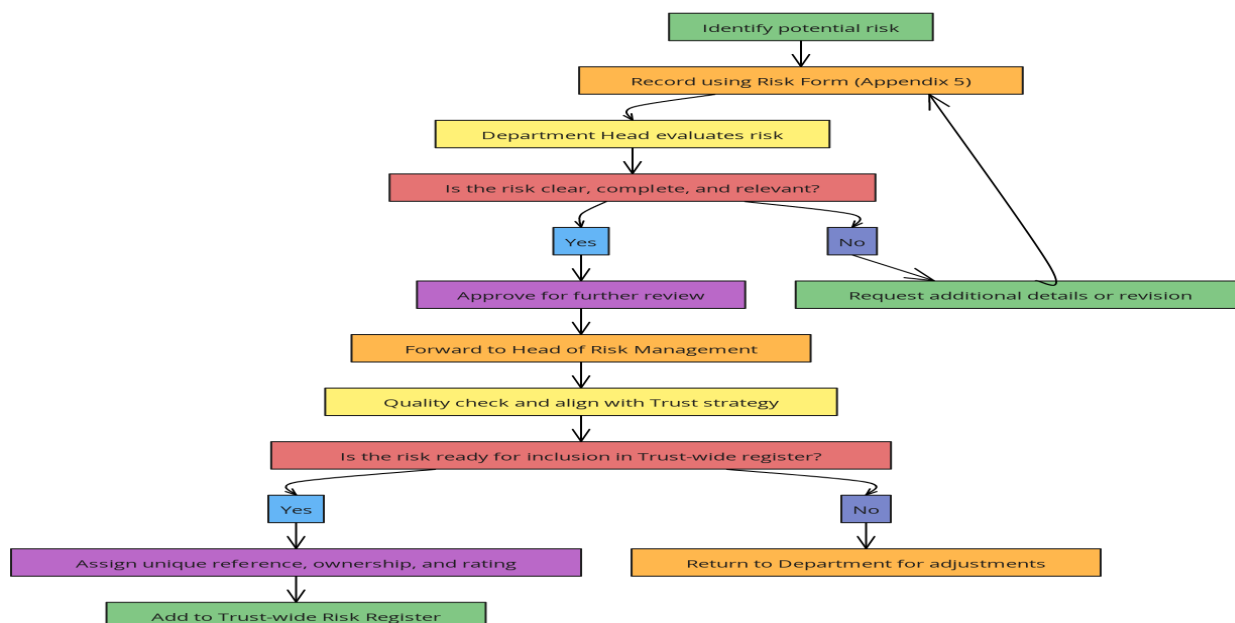 Identify potential risk
Record using Risk Form (Appendix 5)
Department Head evaluates risk
Is the risk clear, complete, and relevant?
Yes
No
Approve for further review
Request additional details or revision
Forward to Head of Risk Management
Quality check and align with Trust strategy
Is the risk ready for inclusion in Trust-wide register?
Yes
No
Assign unique reference, ownership, and rating
Return to Department for adjustments
Add to Trust-wide Risk Register